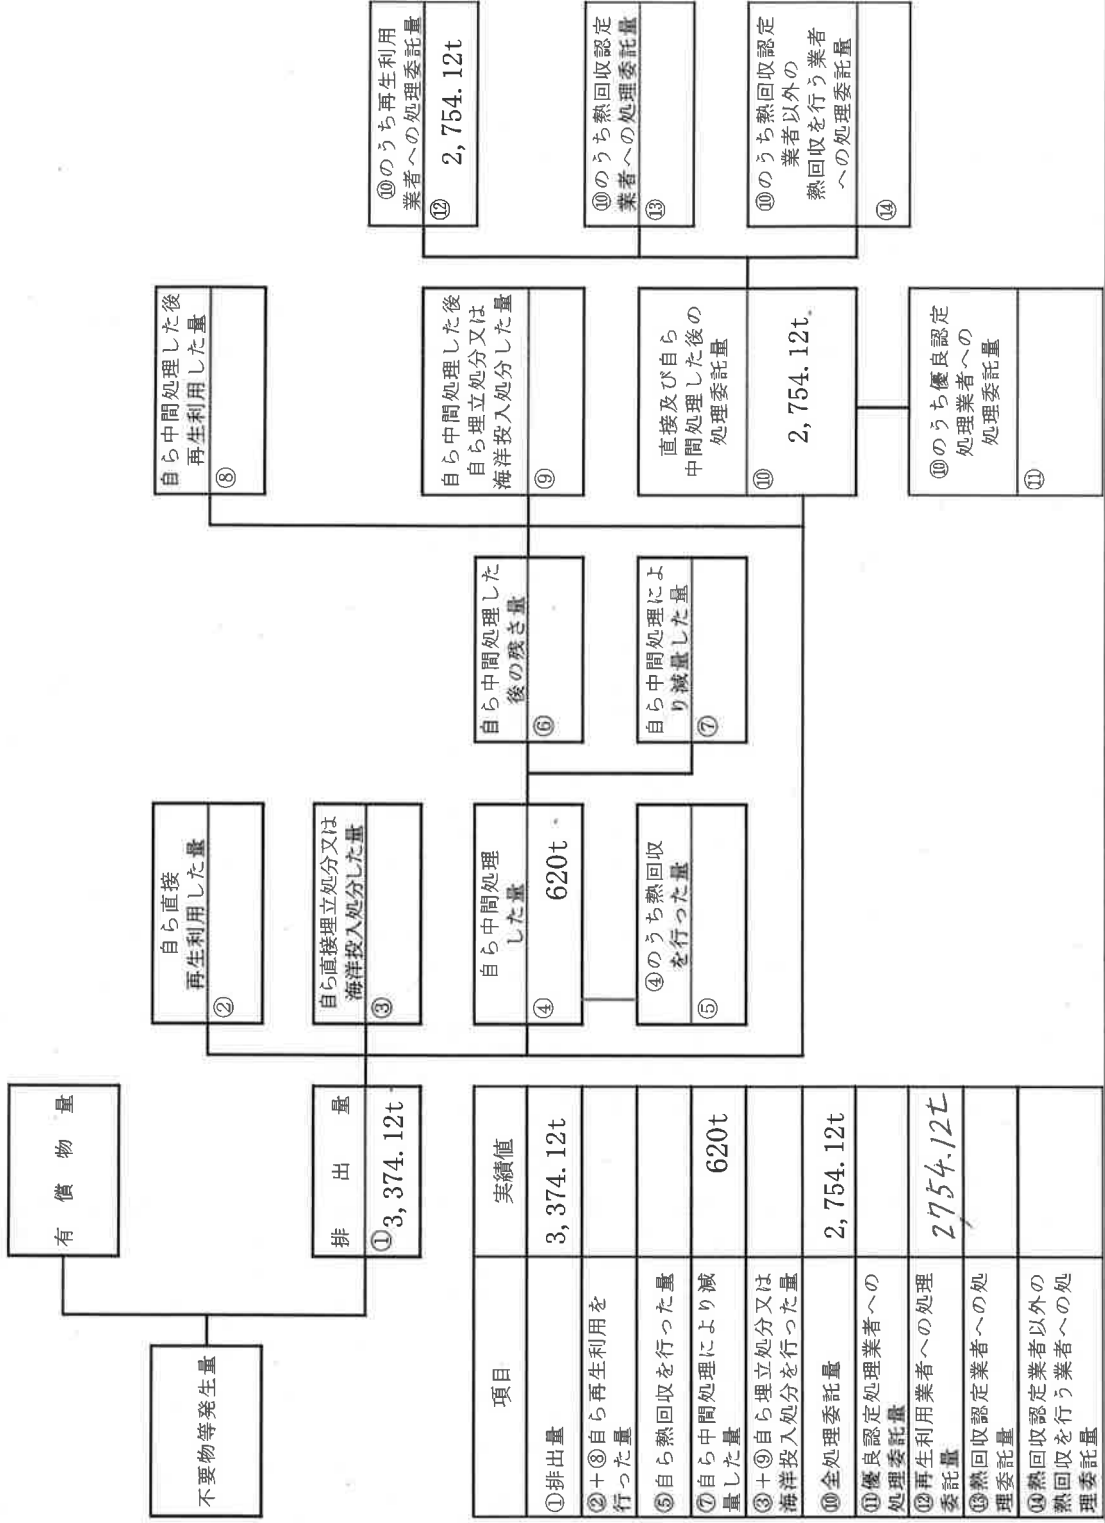 不要物等発生量
有償物量
排出量
①3,374.12t
自ら直接
再生利用した量
②
自ら直接埋立処分又は
海洋投入処分した量
③
自ら中間処理
した量
④ 620t
④のうち熱回収
を行った量
⑤
自ら中間処理した
後の残さ量
⑥
自ら中間処理によ
り減量した量
⑦
自ら中間処理した後
再生利用した量
⑧
自ら中間処理した後
自ら埋立処分又は
海洋投入処分した量
⑨
直接及び自ら
中間処理した後の
処理委託量
⑩
2,754.12t
⑩のうち優良認定
処理業者への
処理委託量
⑪
⑩のうち再生利用
業者への処理委託量
⑫ 2,754.12t
⑩のうち熱回収認定
業者への処理委託量
⑬
⑩のうち熱回収認定
業者以外の
熱回収を行う業者
への処理委託量
⑭
項目 実績値
①排出量 3,374.12t
②+⑧自ら再生利用を
行った量
⑤自ら熱回収を行った量
⑦自ら中間処理により減
量した量 620t
③+⑨自ら埋立処分又は
海洋投入処分を行った量
⑩全処理委託量 2,754.12t
⑪優良認定処理業者への
処理委託量
⑫再生利用業者への処理
委託量 2754.12t
⑬熱回収認定業者への処
理委託量
⑭熱回収認定業者以外の
熱回収を行う業者への処
理委託量